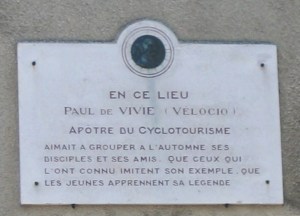 EN CE LIEU
PAUL DE VIVIE (VELOCIO)
APOTRE DU CYCLOTOURISME
AIMAIT A GROUPER A L'AUTOMNE SES
DISCIPLES ET SES AMIS. QUE CEUX QUI
L'ONT CONNU IMITENT SON EXEMPLE, QUE
LES JEUNES APPRENNENT SA LEGENDE